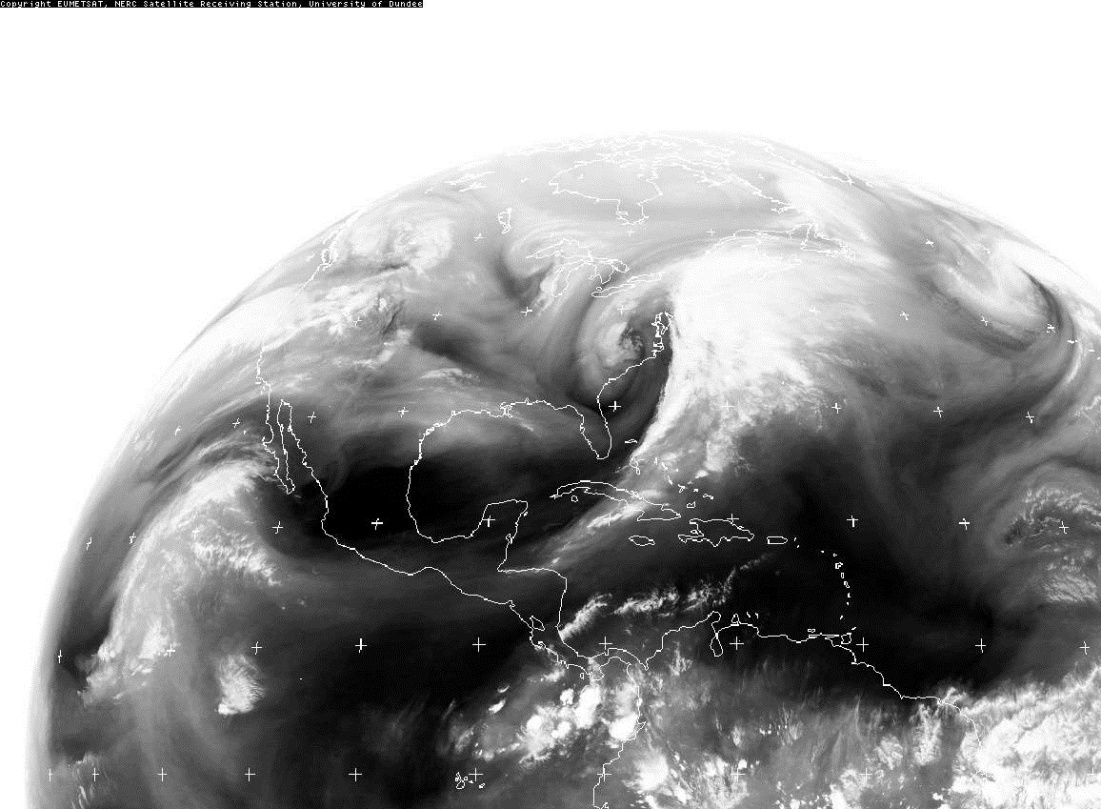 Copyright EUMETSAT, NERC Satellite Receiving Station, University of Dundee